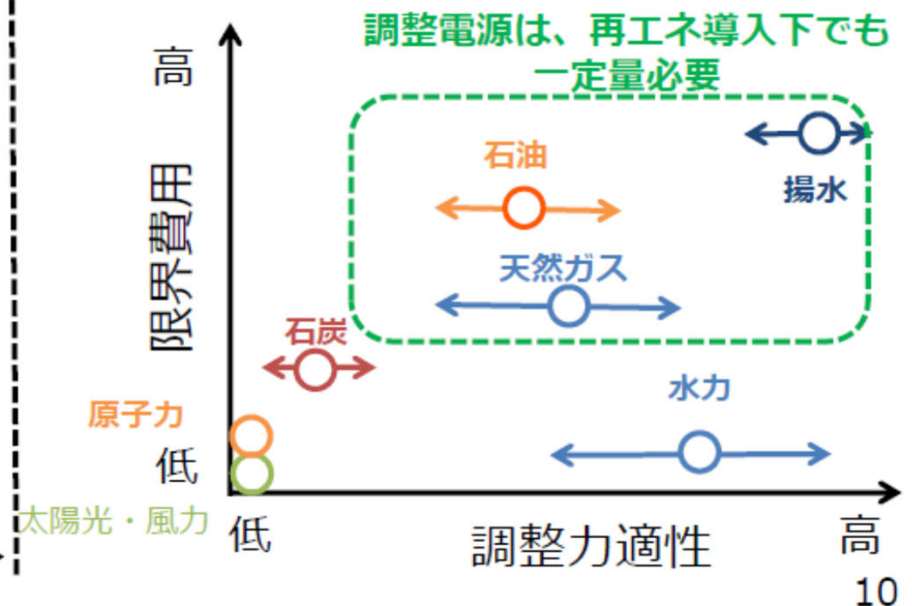 調整電源は、再エネ導入下でも
一定量必要
高
限界費用
低
石油
揚水
天然ガス
石炭
水力
原子力
太陽光・風力
低
調整力適性
高
10